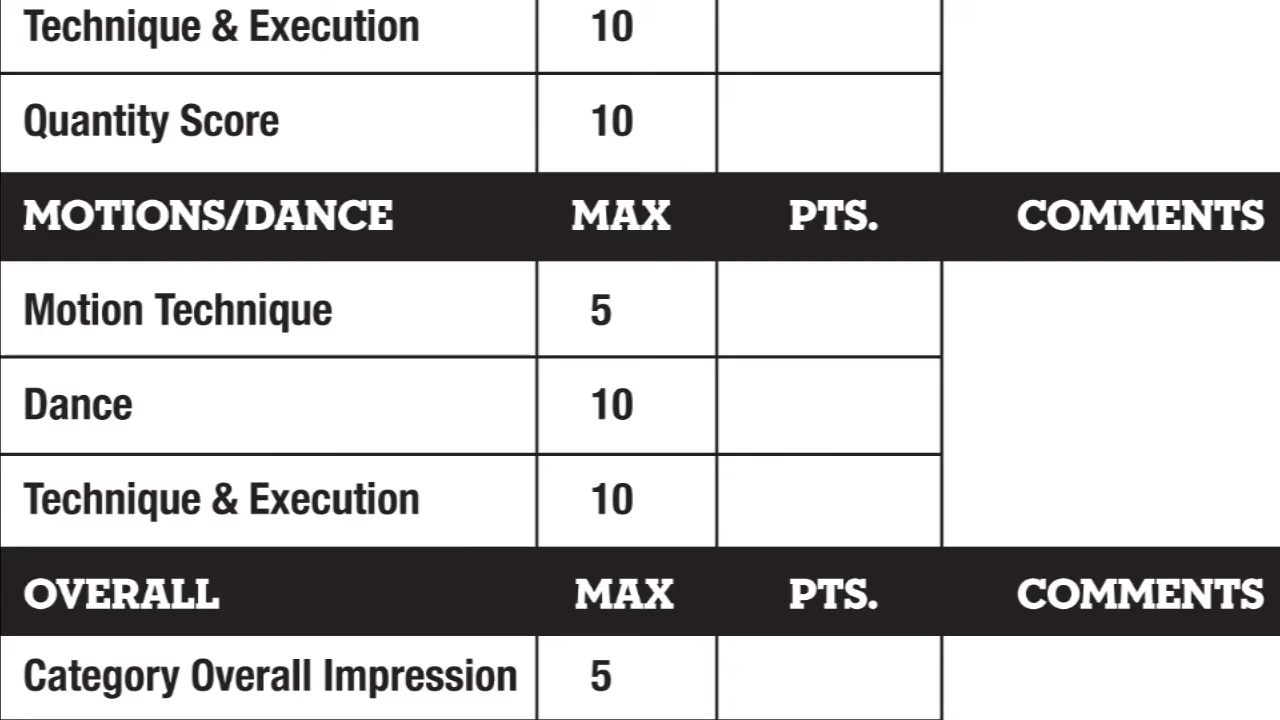 Technique & Execution 10
Quantity Score 10
MOTIONS/DANCE MAX PTS. COMMENTS
Motion Technique 5
Dance 10
Technique & Execution 10
OVERALL MAX PTS. COMMENTS
Category Overall Impression 5